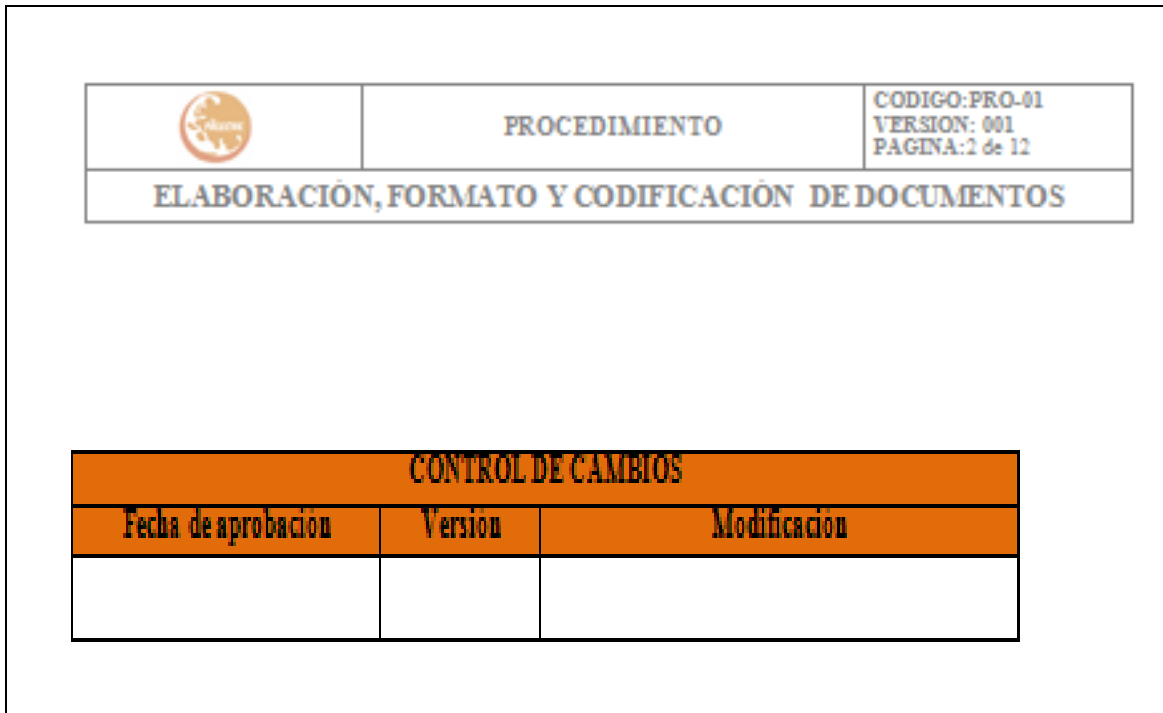 PROCEDIMIENTO
CODIGO:PRO-01
VERSION: 001
PAGINA:2 de 12
ELABORACIÓN, FORMATO Y CODIFICACIÓN DE DOCUMENTOS
CONTROL DE CAMBIOS
Fecha de aprobación Versión Modificación